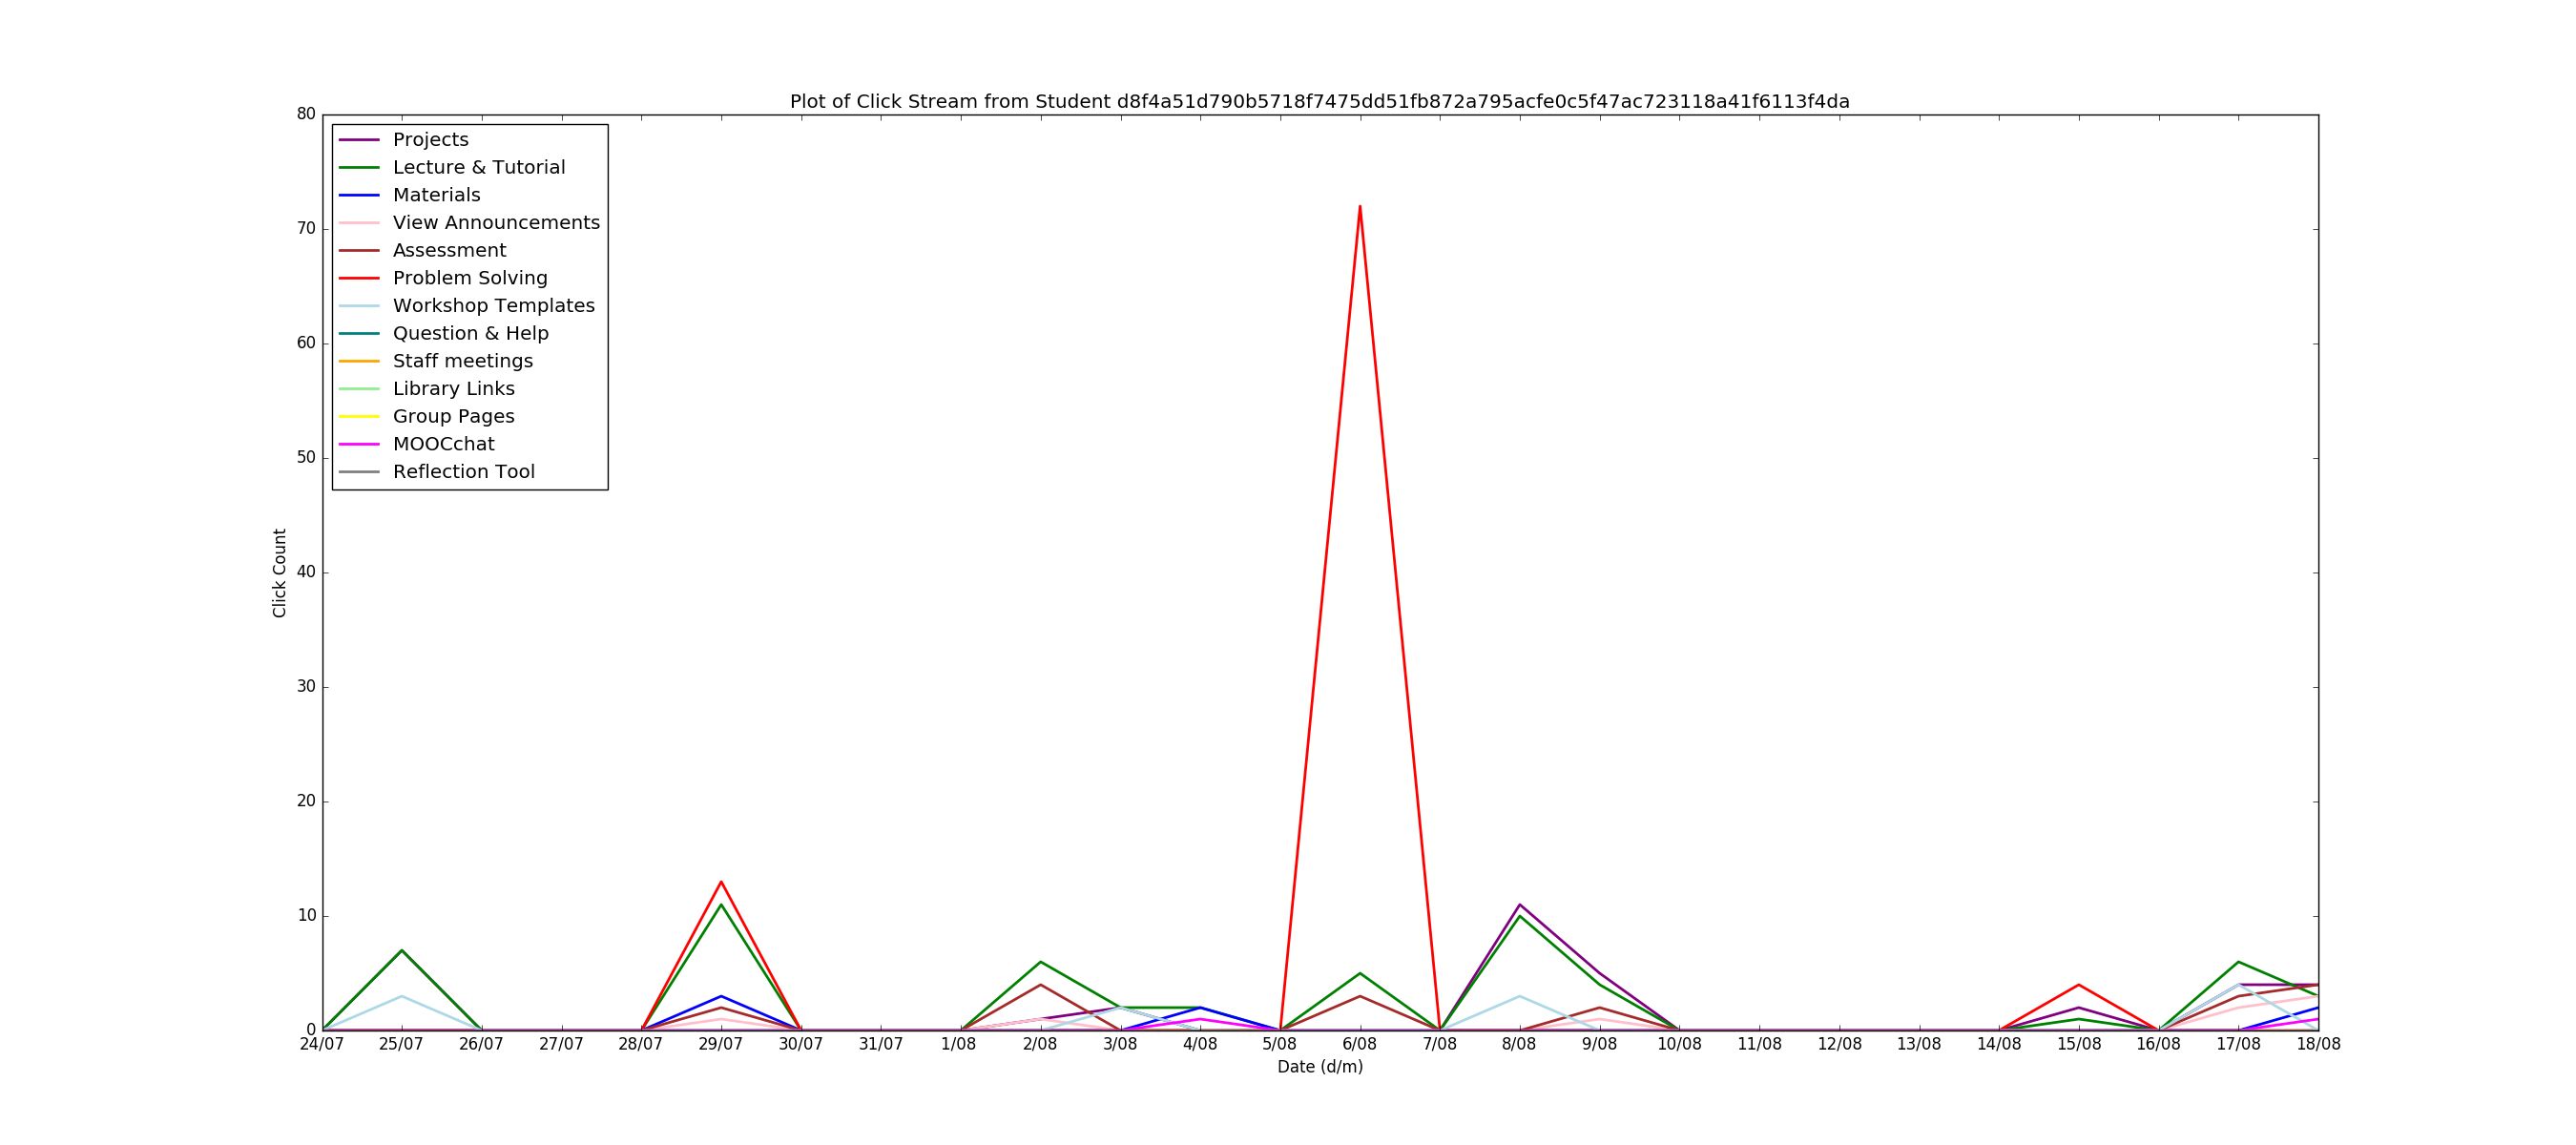 Plot of Click Stream from Student d8f4a51d790b5718f7475dd51fb872a795acfe0c5f47ac723118a41f6113f4da
80
70
60
50
40
30
20
10
0
Click Count
Projects
Lecture & Tutorial
Materials
View Announcements
Assessment
Problem Solving
Workshop Templates
Question & Help
Staff meetings
Library Links
Group Pages
MOOCchat
Reflection Tool
24/07 25/07 26/07 27/07 28/07 29/07 30/07 31/07 1/08 2/08 3/08 4/08 5/08 6/08 7/08 8/08 9/08 10/08 11/08 12/08 13/08 14/08 15/08 16/08 17/08 18/08
Date (d/m)